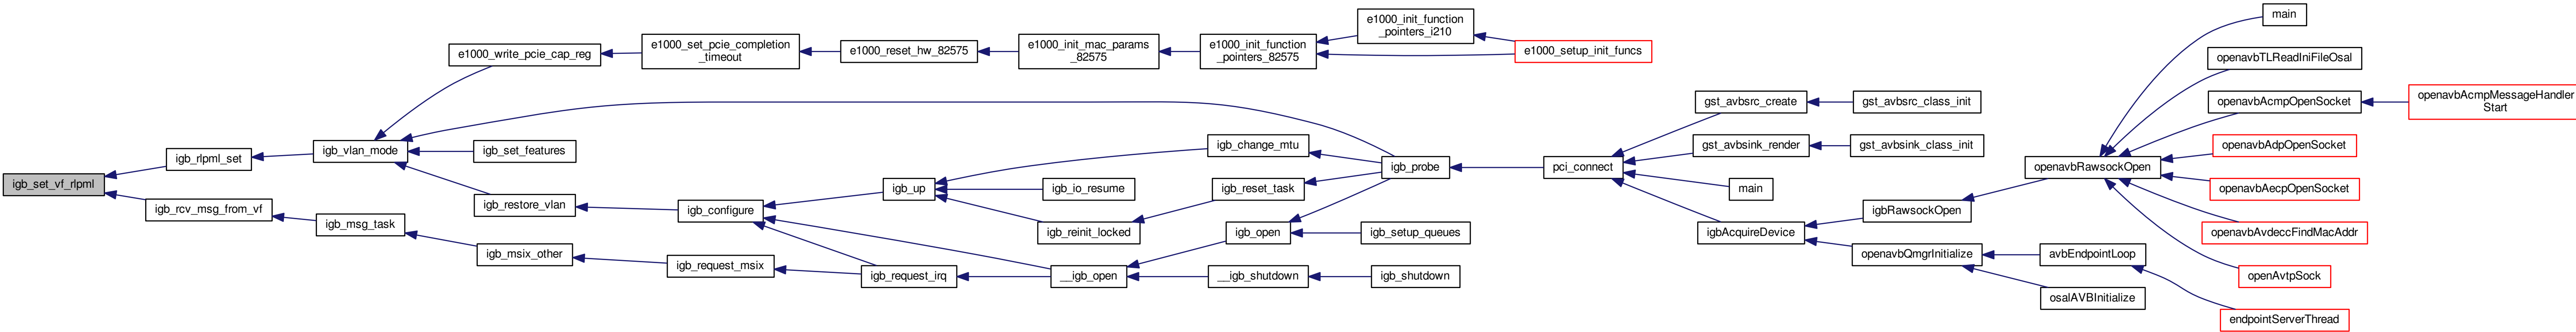 igb_set_vf_rlpml
igb_rlpml_set
igb_rcv_msg_from_vf
igb_vlan_mode
igb_msg_task
e1000_write_pcie_cap_reg
igb_set_features
igb_restore_vlan
igb_msix_other
e1000_set_pcie_completion
_timeout
igb_configure
igb_request_msix
e1000_reset_hw_82575
igb_up
igb_request_irq
e1000_init_mac_params
_82575
igb_io_resume
igb_reinit_locked
__igb_open
e1000_init_function
_pointers_82575
igb_change_mtu
igb_reset_task
igb_open
__igb_shutdown
e1000_init_function
_pointers_i210
igb_probe
igb_setup_queues
igb_shutdown
e1000_setup_init_funcs
pci_connect
gst_avbsrc_create
gst_avbsink_render
main
igbAcquireDevice
gst_avbsrc_class_init
gst_avbsink_class_init
igbRawsockOpen
openavbQmgrInitialize
openavbRawsockOpen
avbEndpointLoop
osalAVBInitialize
main
openavbTLReadIniFileOsal
openavbAcmpOpenSocket
openavbAdpOpenSocket
openavbAecpOpenSocket
openavbAvdeccFindMacAddr
openAvtpSock
endpointServerThread
openavbAcmpMessageHandler
Start